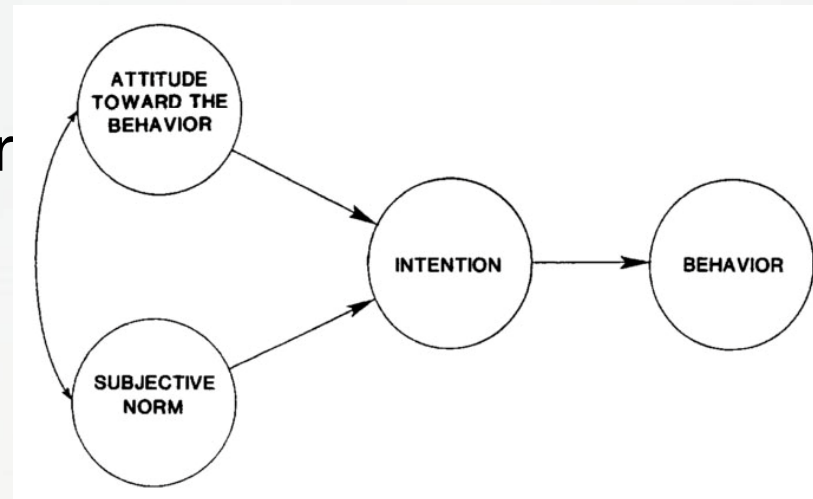 ATTITUDE
TOWARD THE
BEHAVIOR
INTENTION
BEHAVIOR
SUBJECTIVE
NORM